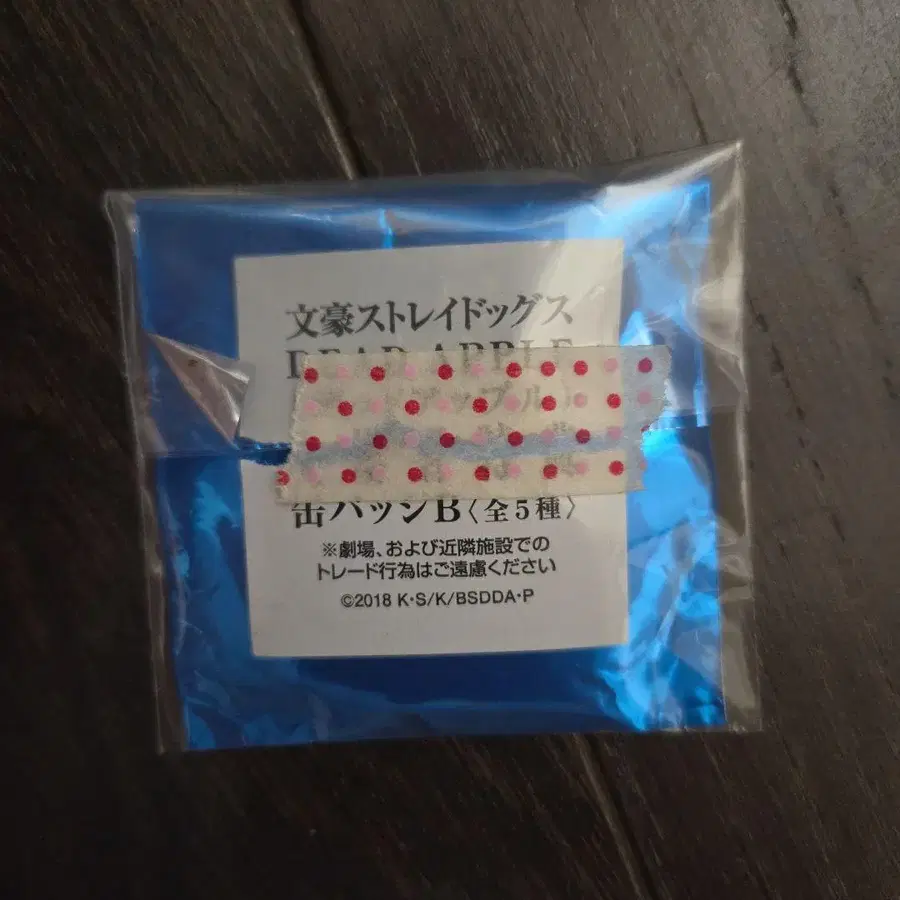 文豪ストレイドッグス
DEAD APPLE
缶バッジB〈全5種〉
※劇場、および近隣施設での
トレード行為はご遠慮ください
©2018 K・S/K/BSDDA・P